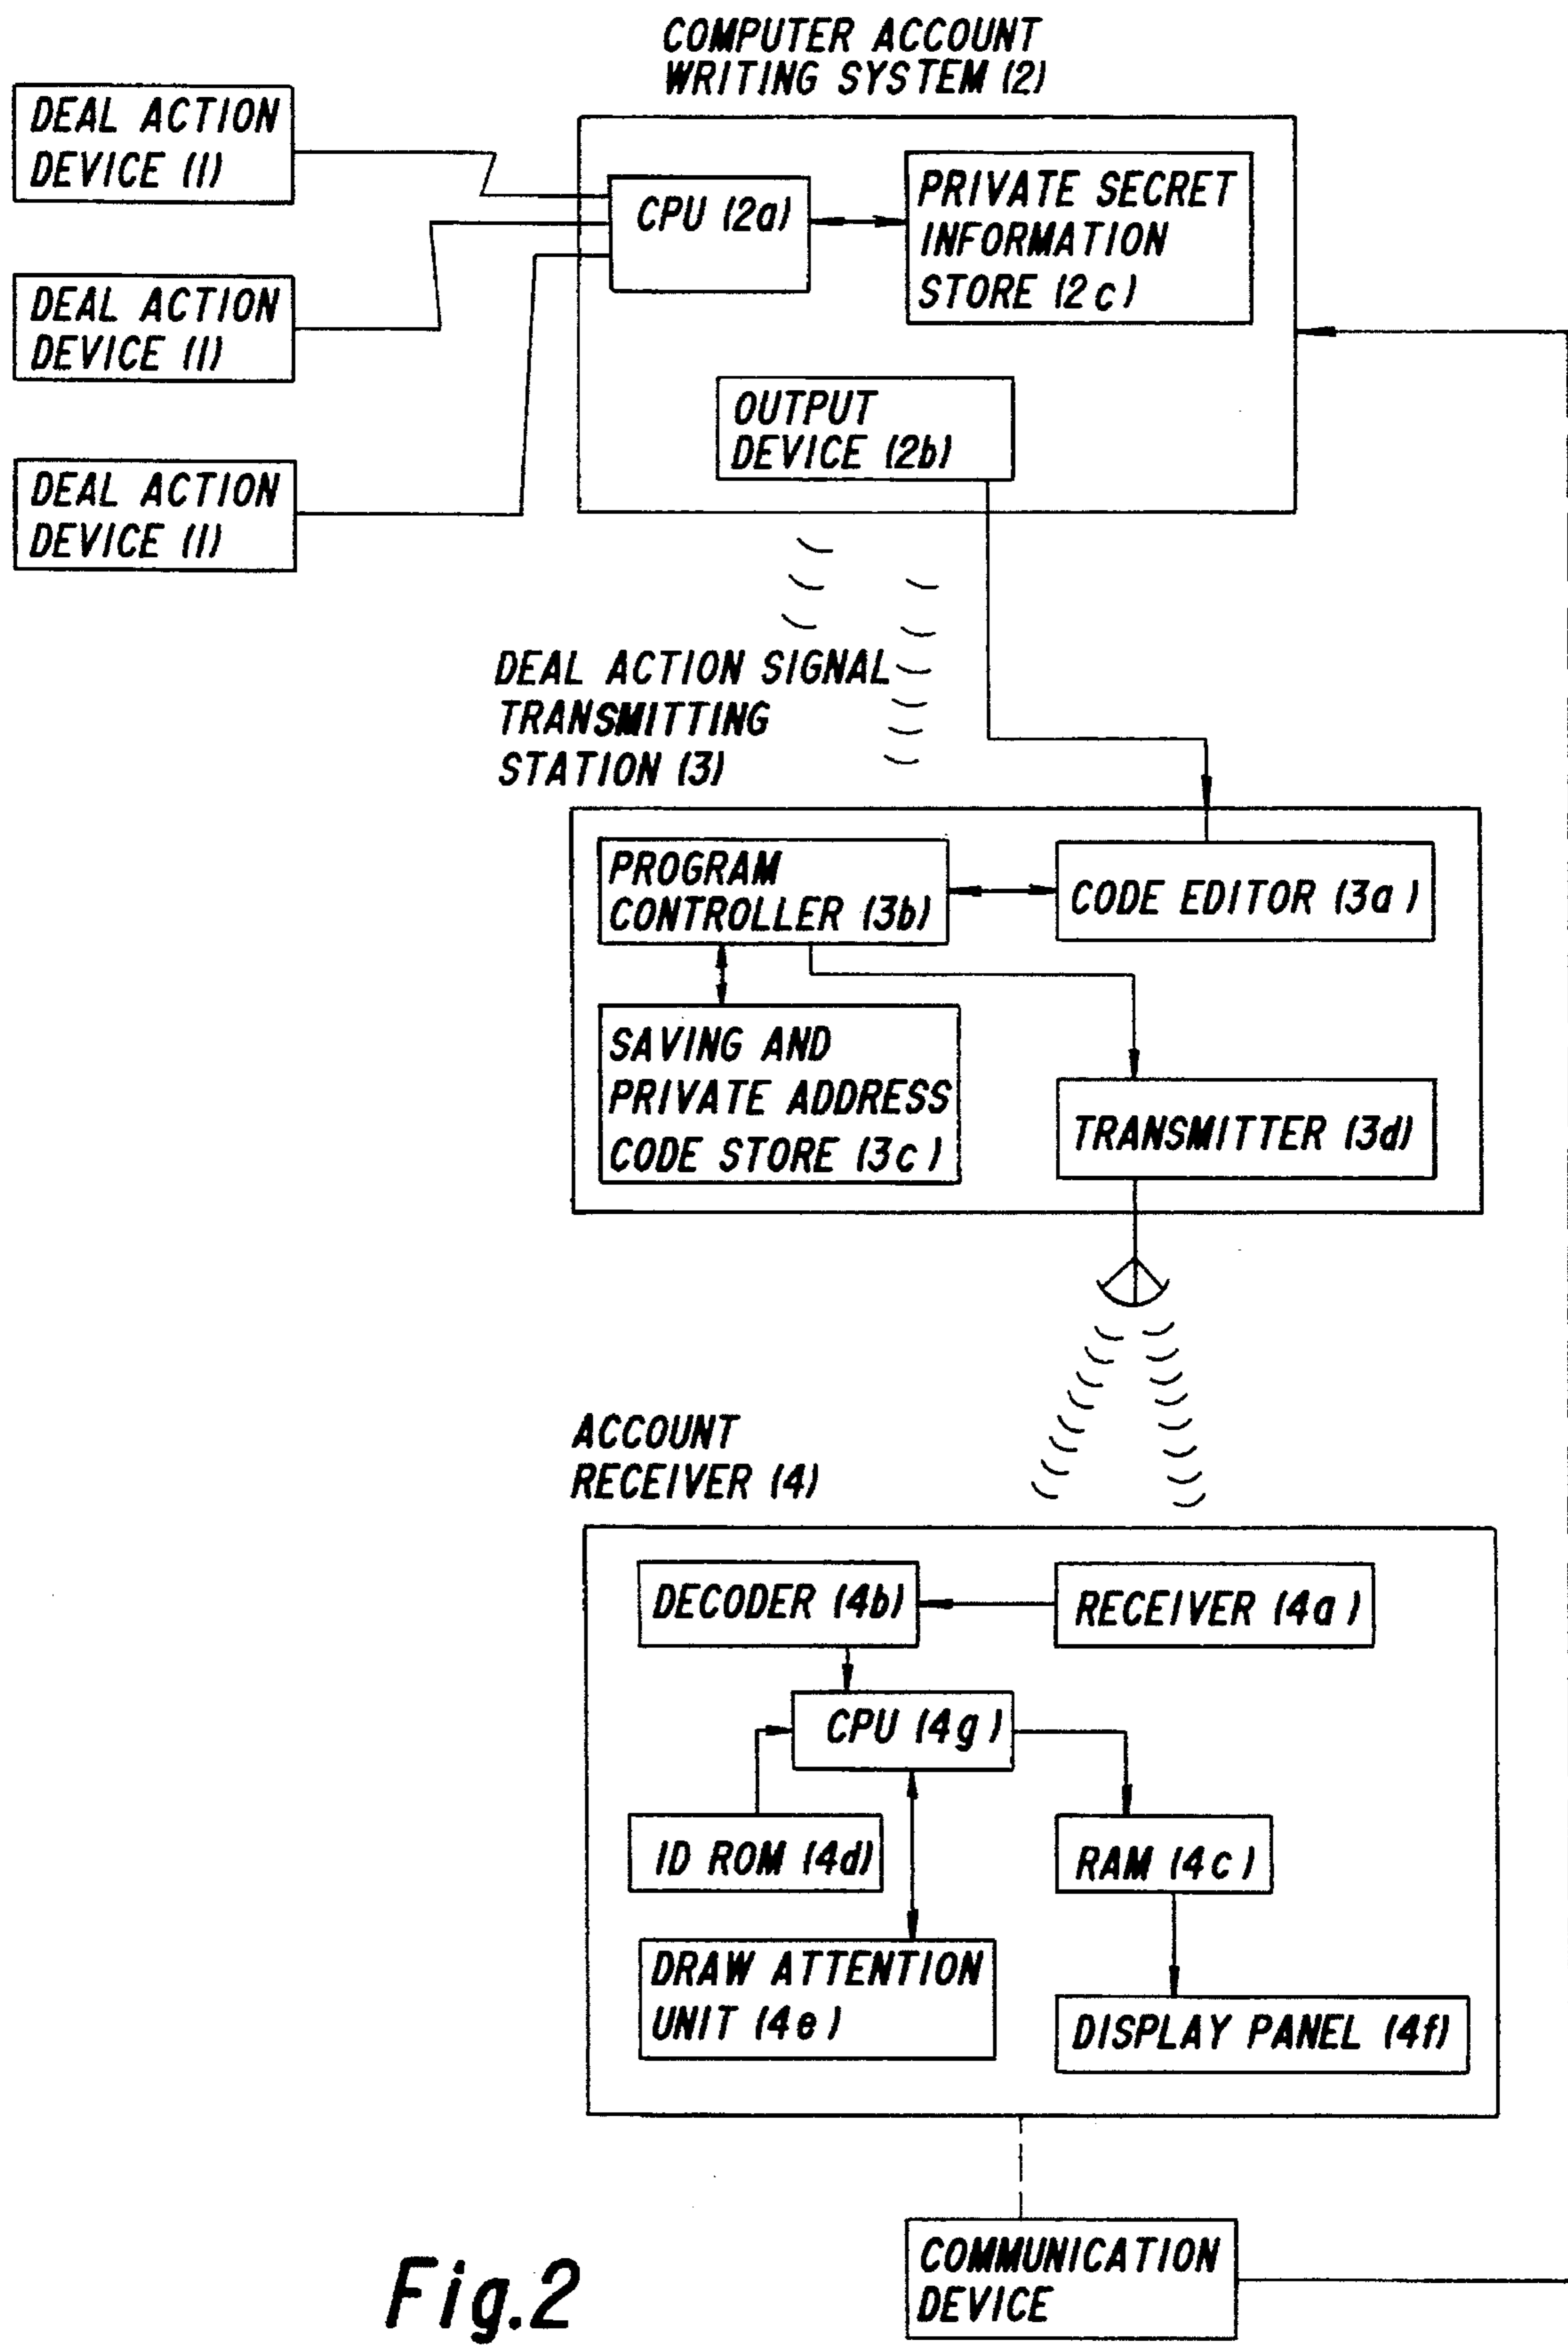 COMPUTER ACCOUNT
WRITING SYSTEM (2)
DEAL ACTION
DEVICE (1)
DEAL ACTION
DEVICE (1)
DEAL ACTION
DEVICE (1)
CPU (2a)
PRIVATE SECRET
INFORMATION
STORE (2c)
OUTPUT
DEVICE (2b)
DEAL ACTION SIGNAL
TRANSMITTING
STATION (3)
PROGRAM
CONTROLLER (3b)
CODE EDITOR (3a)
SAVING AND
PRIVATE ADDRESS
CODE STORE (3c)
TRANSMITTER (3d)
ACCOUNT
RECEIVER (4)
DECODER (4b)
RECEIVER (4a)
CPU (4g)
ID ROM (4d)
RAM (4c)
DRAW ATTENTION
UNIT (4e)
DISPLAY PANEL (4f)
COMMUNICATION
DEVICE
Fig.2